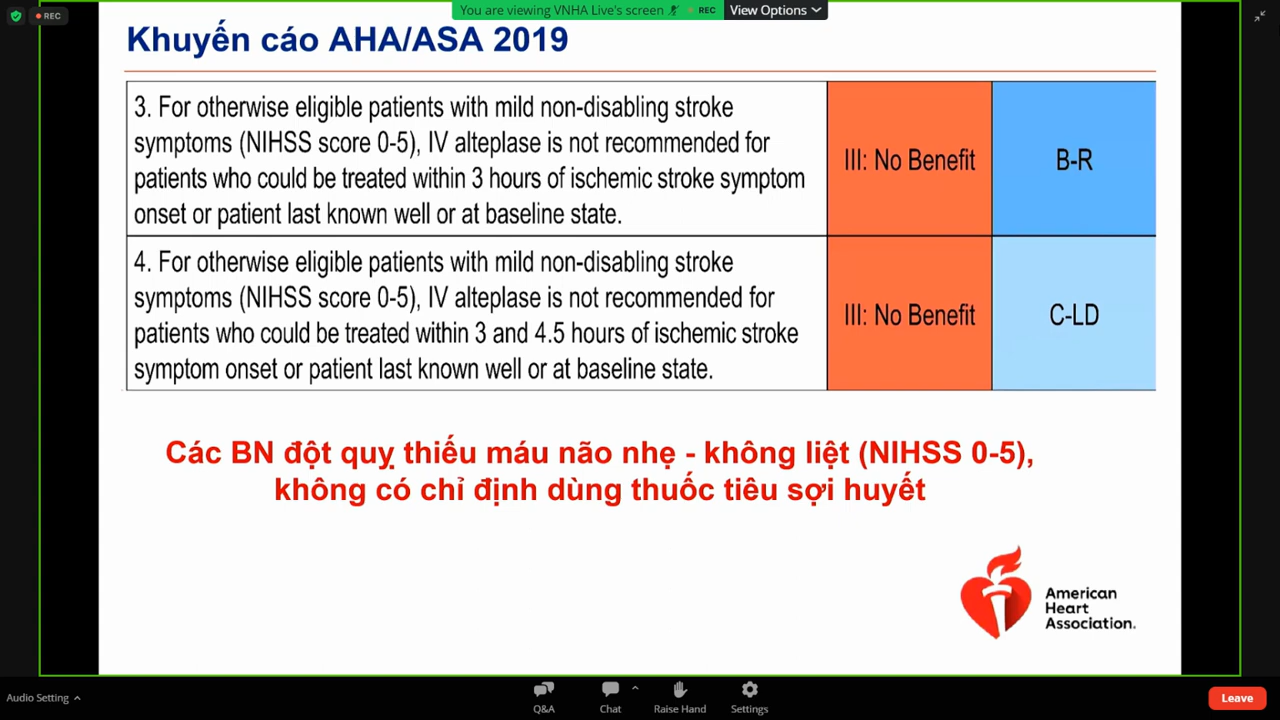 You are viewing VNHA Live's screen
REC
View Options
REC
Khuyến cáo AHA/ASA 2019
3. For otherwise eligible patients with mild non-disabling stroke
symptoms (NIHSS score 0-5), IV alteplase is not recommended for
patients who could be treated within 3 hours of ischemic stroke symptom
onset or patient last known well or at baseline state.
III: No Benefit
B-R
4. For otherwise eligible patients with mild non-disabling stroke
symptoms (NIHSS score 0-5), IV alteplase is not recommended for
patients who could be treated within 3 and 4.5 hours of ischemic stroke
symptom onset or patient last known well or at baseline state.
III: No Benefit
C-LD
Các BN đột quỵ thiếu máu não nhẹ - không liệt (NIHSS 0-5),
không có chỉ định dùng thuốc tiêu sợi huyết
American
Heart
Association.
Audio Setting
Q&A
Chat
Raise Hand
Settings
Leave